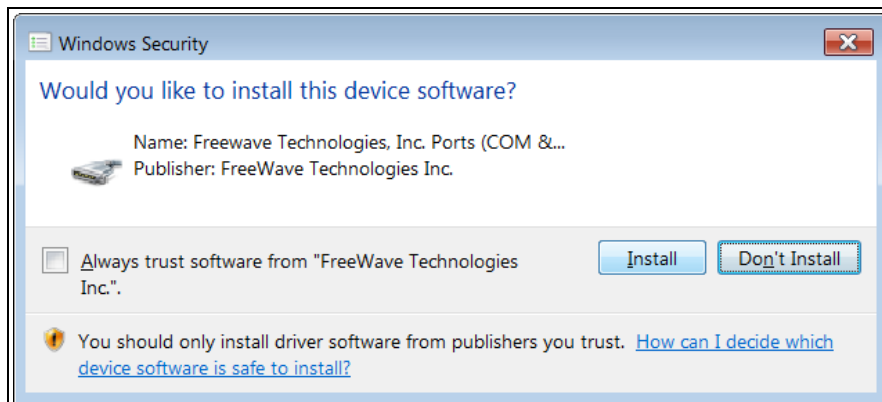 Windows Security
Would you like to install this device software?
Name: Freewave Technologies, Inc. Ports (COM &...
Publisher: FreeWave Technologies Inc.
Always trust software from "FreeWave Technologies
Inc.".
Install
Don't Install
You should only install driver software from publishers you trust. How can I decide which
device software is safe to install?